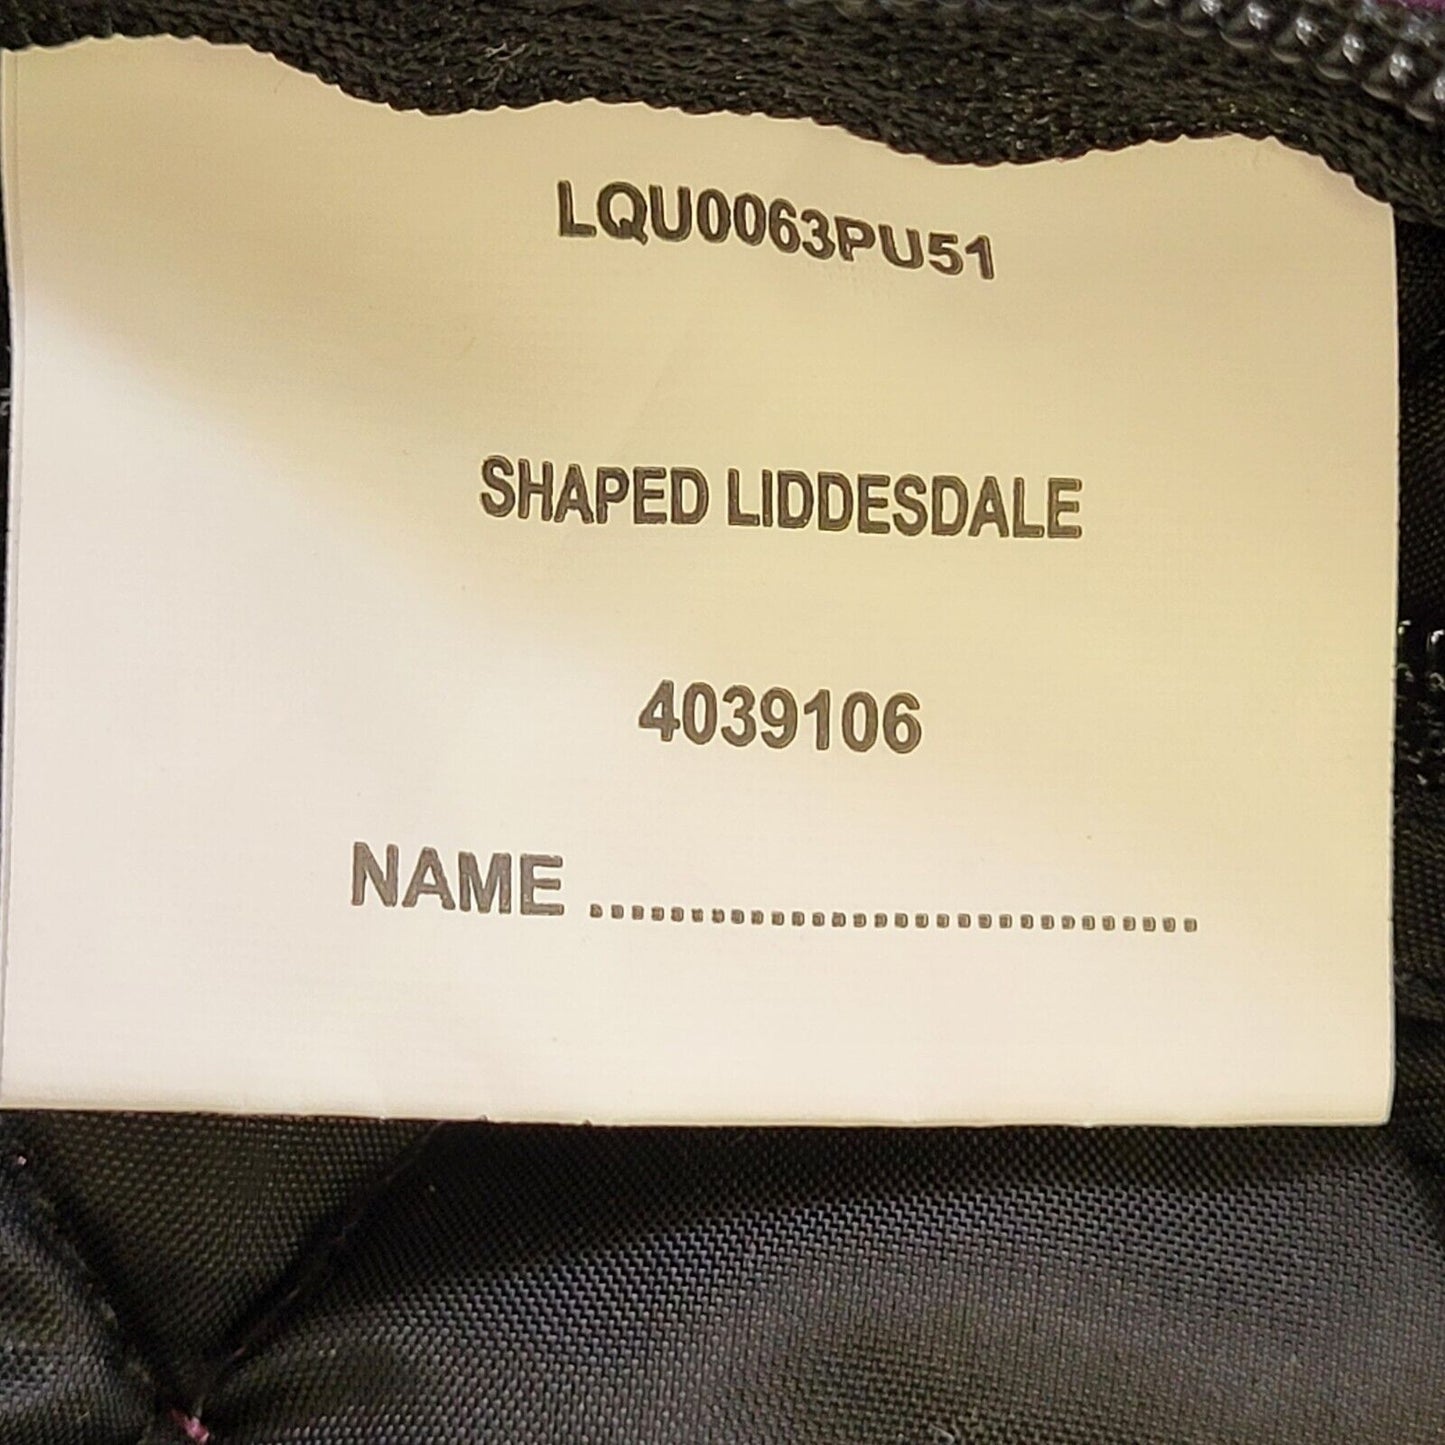 LQU0063PU51
SHAPED LIDDESDALE
4039106
NAME ..............................